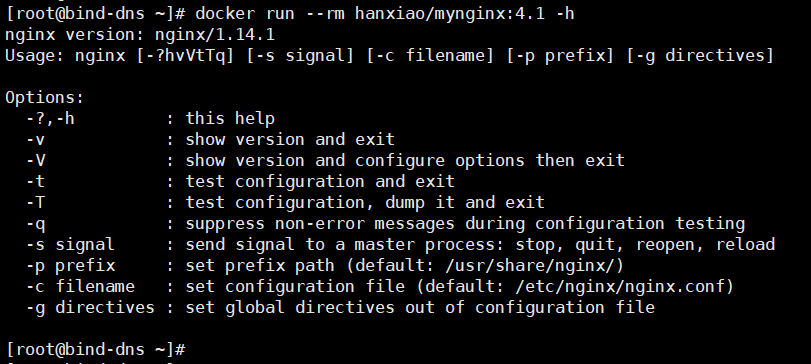 [root@bind-dns ~]# docker run --rm hanxiao/mynginx:4.1 -h
nginx version: nginx/1.14.1
Usage: nginx [-?hvVtTq] [-s signal] [-c filename] [-p prefix] [-g directives]
Options:
  -?,-h         : this help
  -v            : show version and exit
  -V            : show version and configure options then exit
  -t            : test configuration and exit
  -T            : test configuration, dump it and exit
  -q            : suppress non-error messages during configuration testing
  -s signal     : send signal to a master process: stop, quit, reopen, reload
  -p prefix     : set prefix path (default: /usr/share/nginx/)
  -c filename   : set configuration file (default: /etc/nginx/nginx.conf)
  -g directives : set global directives out of configuration file
[root@bind-dns ~]#